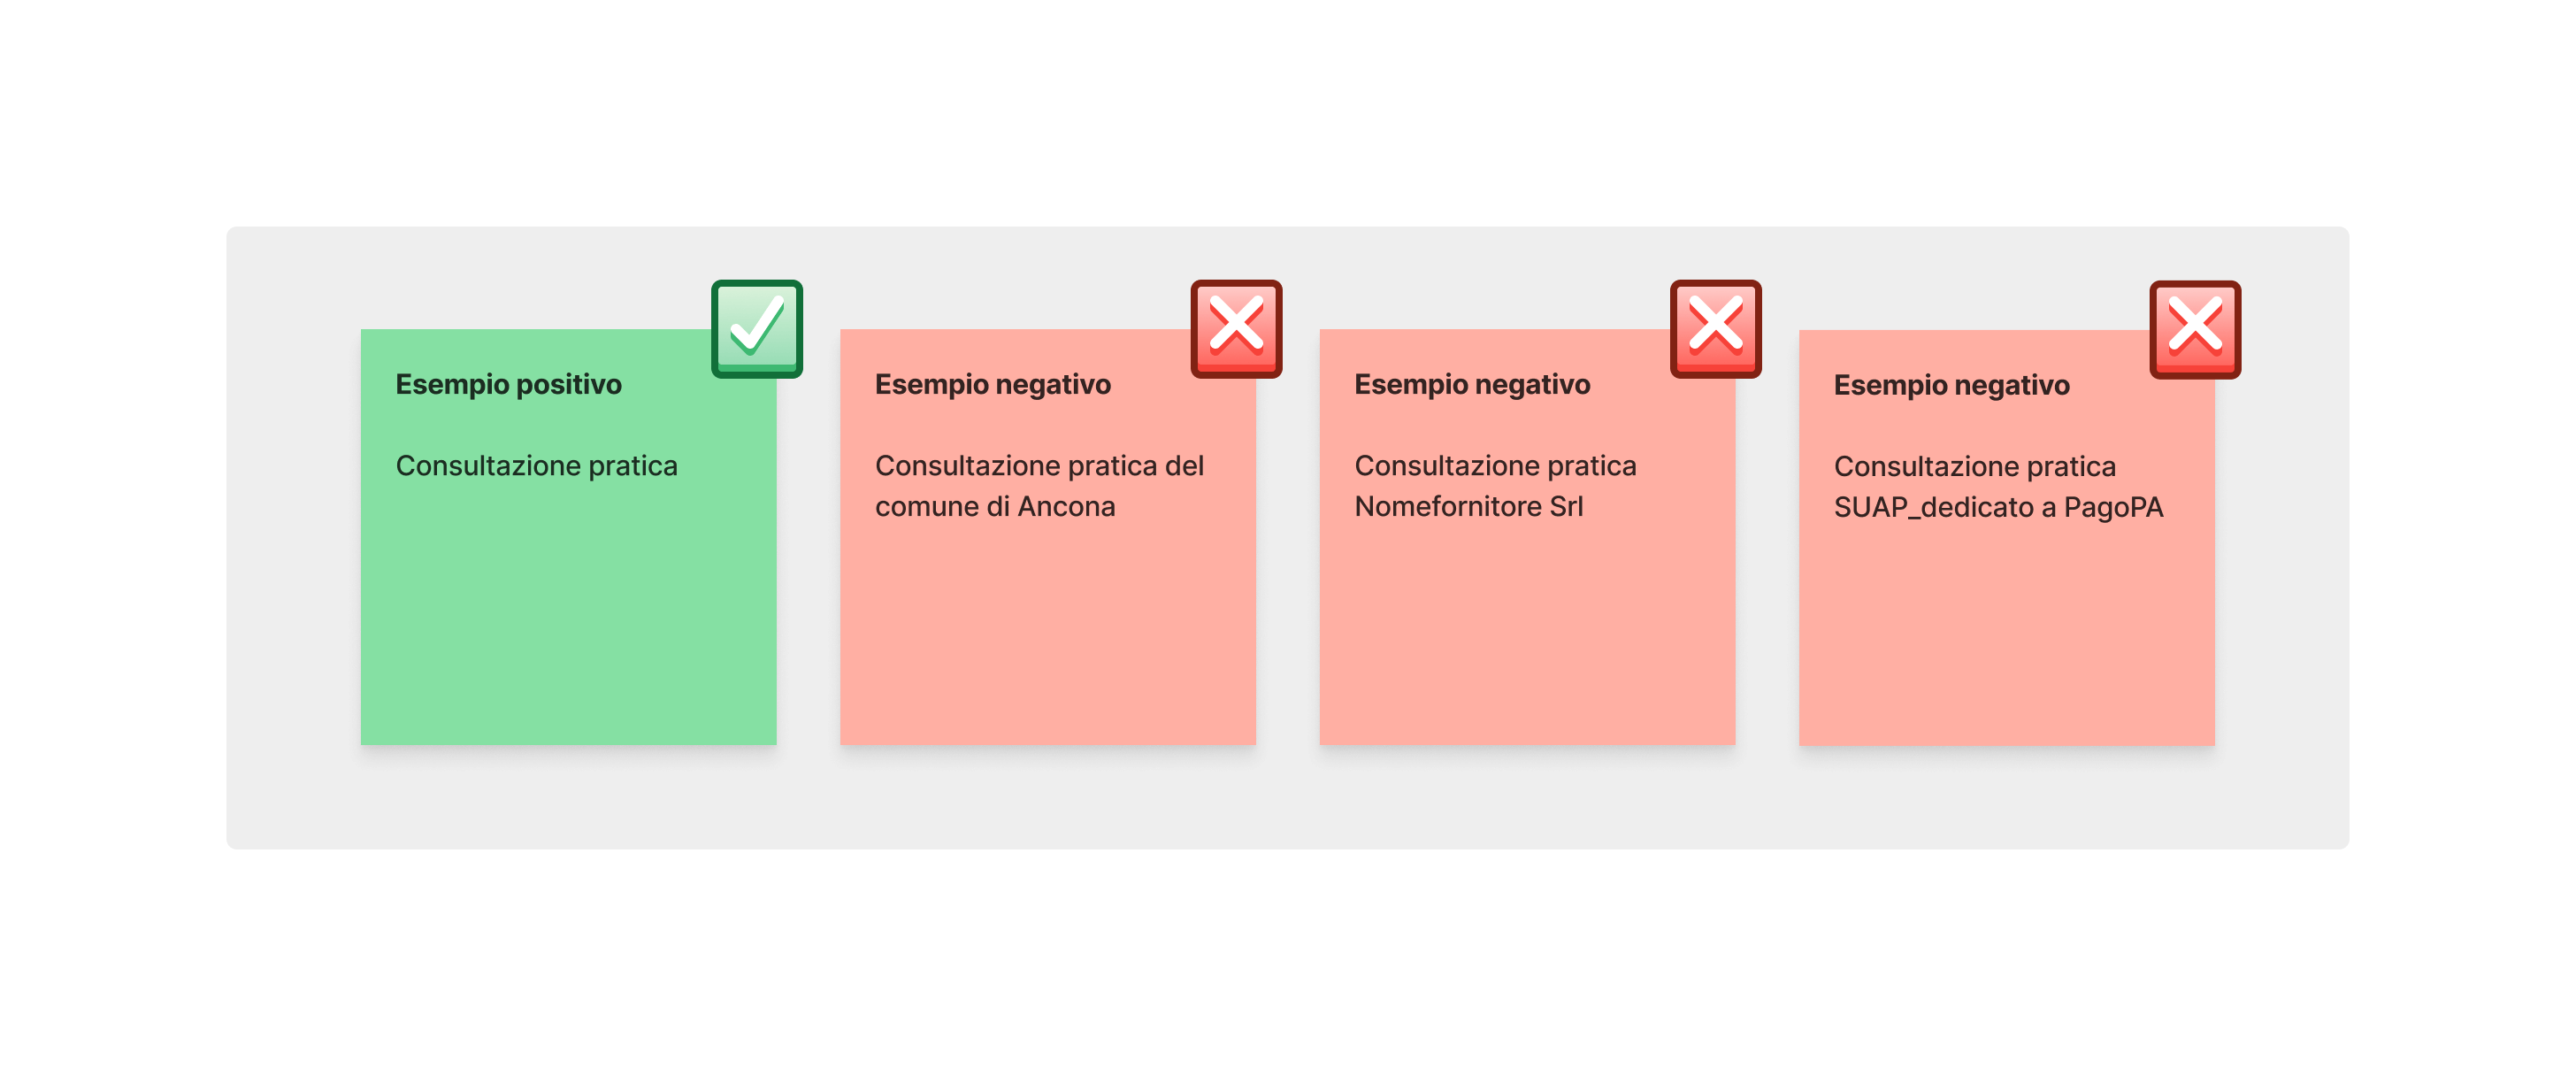 Esempio positivo
Consultazione pratica
Esempio negativo
Consultazione pratica del
comune di Ancona
Esempio negativo
Consultazione pratica
Nomefornitore Srl
Esempio negativo
Consultazione pratica
SUAP_dedicato a PagoPA